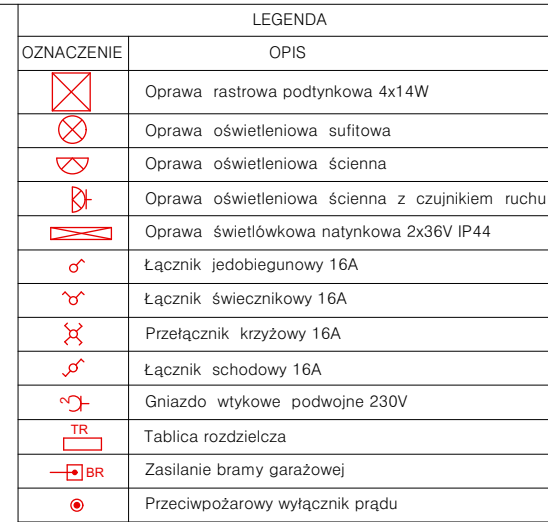 LEGENDA
OZNACZENIE OPIS
Oprawa rastrowa podtynkowa 4x14W
Oprawa oświetleniowa sufitowa
Oprawa oświetleniowa ścienna
Oprawa oświetleniowa ścienna z czujnikiem ruchu
Oprawa świetlówkowa natynkowa 2x36V IP44
Łącznik jedobiegunowy 16A
Łącznik świecznikowy 16A
Przełącznik krzyżowy 16A
Łącznik schodowy 16A
2 Gniazdo wtykowe podwojne 230V
TR
Tablica rozdzielcza
BR Zasilanie bramy garażowej
Przeciwpożarowy wyłącznik prądu